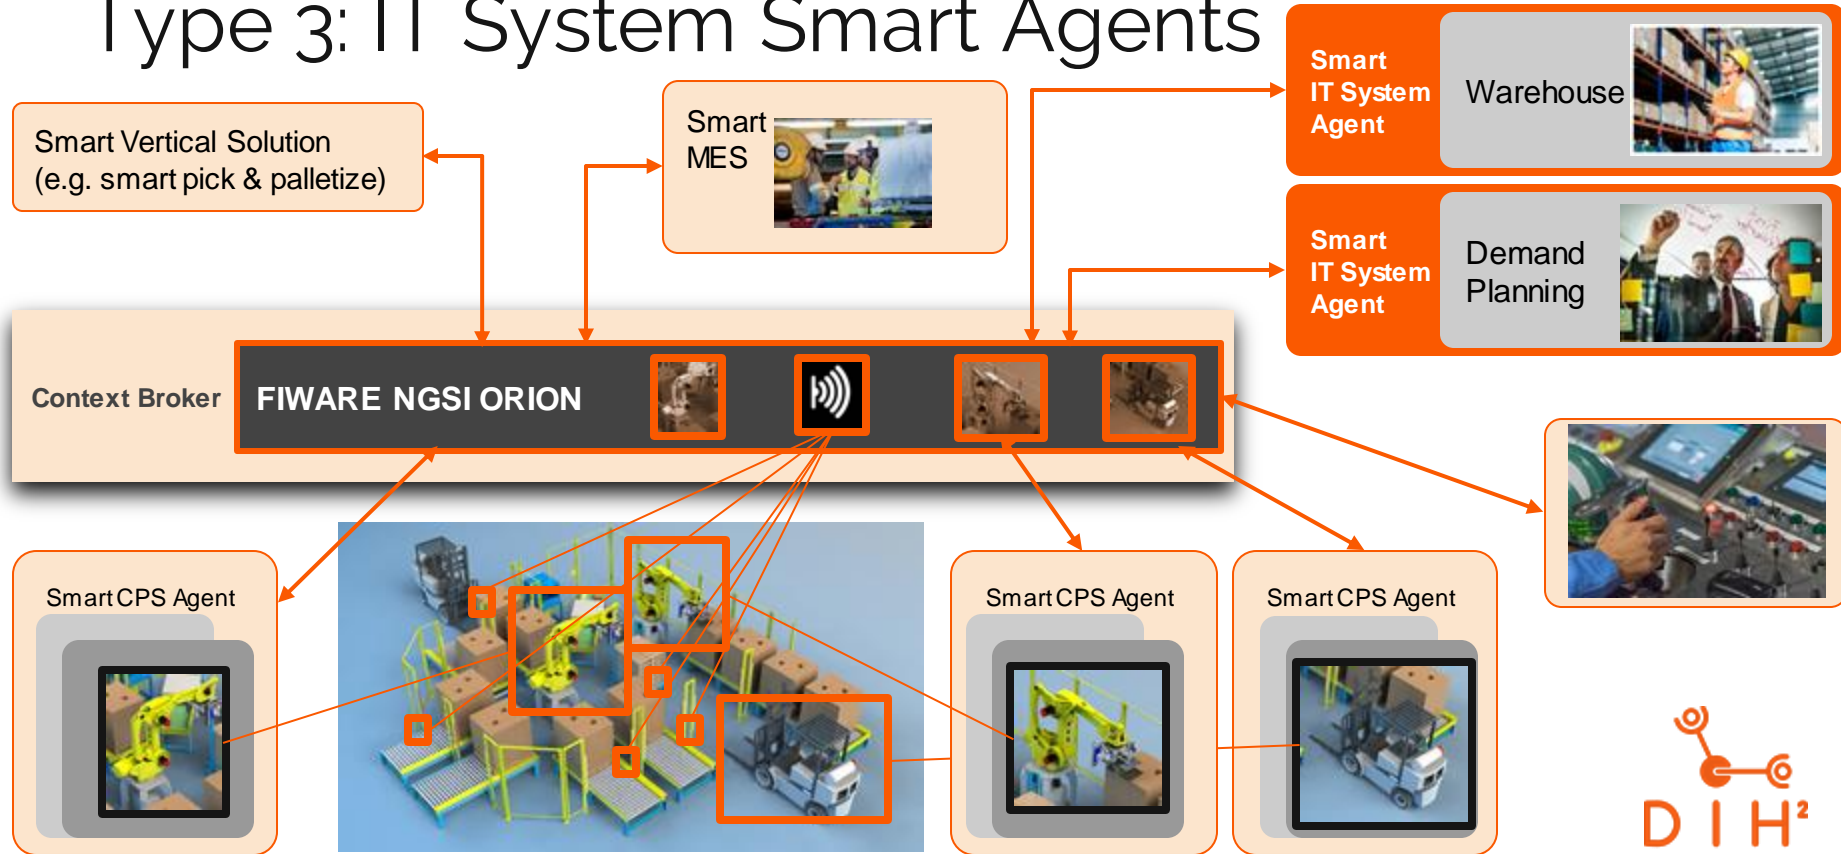 Type 3: IT System Smart Agents
Smart Vertical Solution
(e.g. smart pick & palletize)
Smart
MES
Smart
IT System
Agent
Warehouse
Smart
IT System
Agent
Demand
Planning
Context Broker
FIWARE NGSI ORION
Smart CPS Agent
Smart CPS Agent
Smart CPS Agent
DIH²